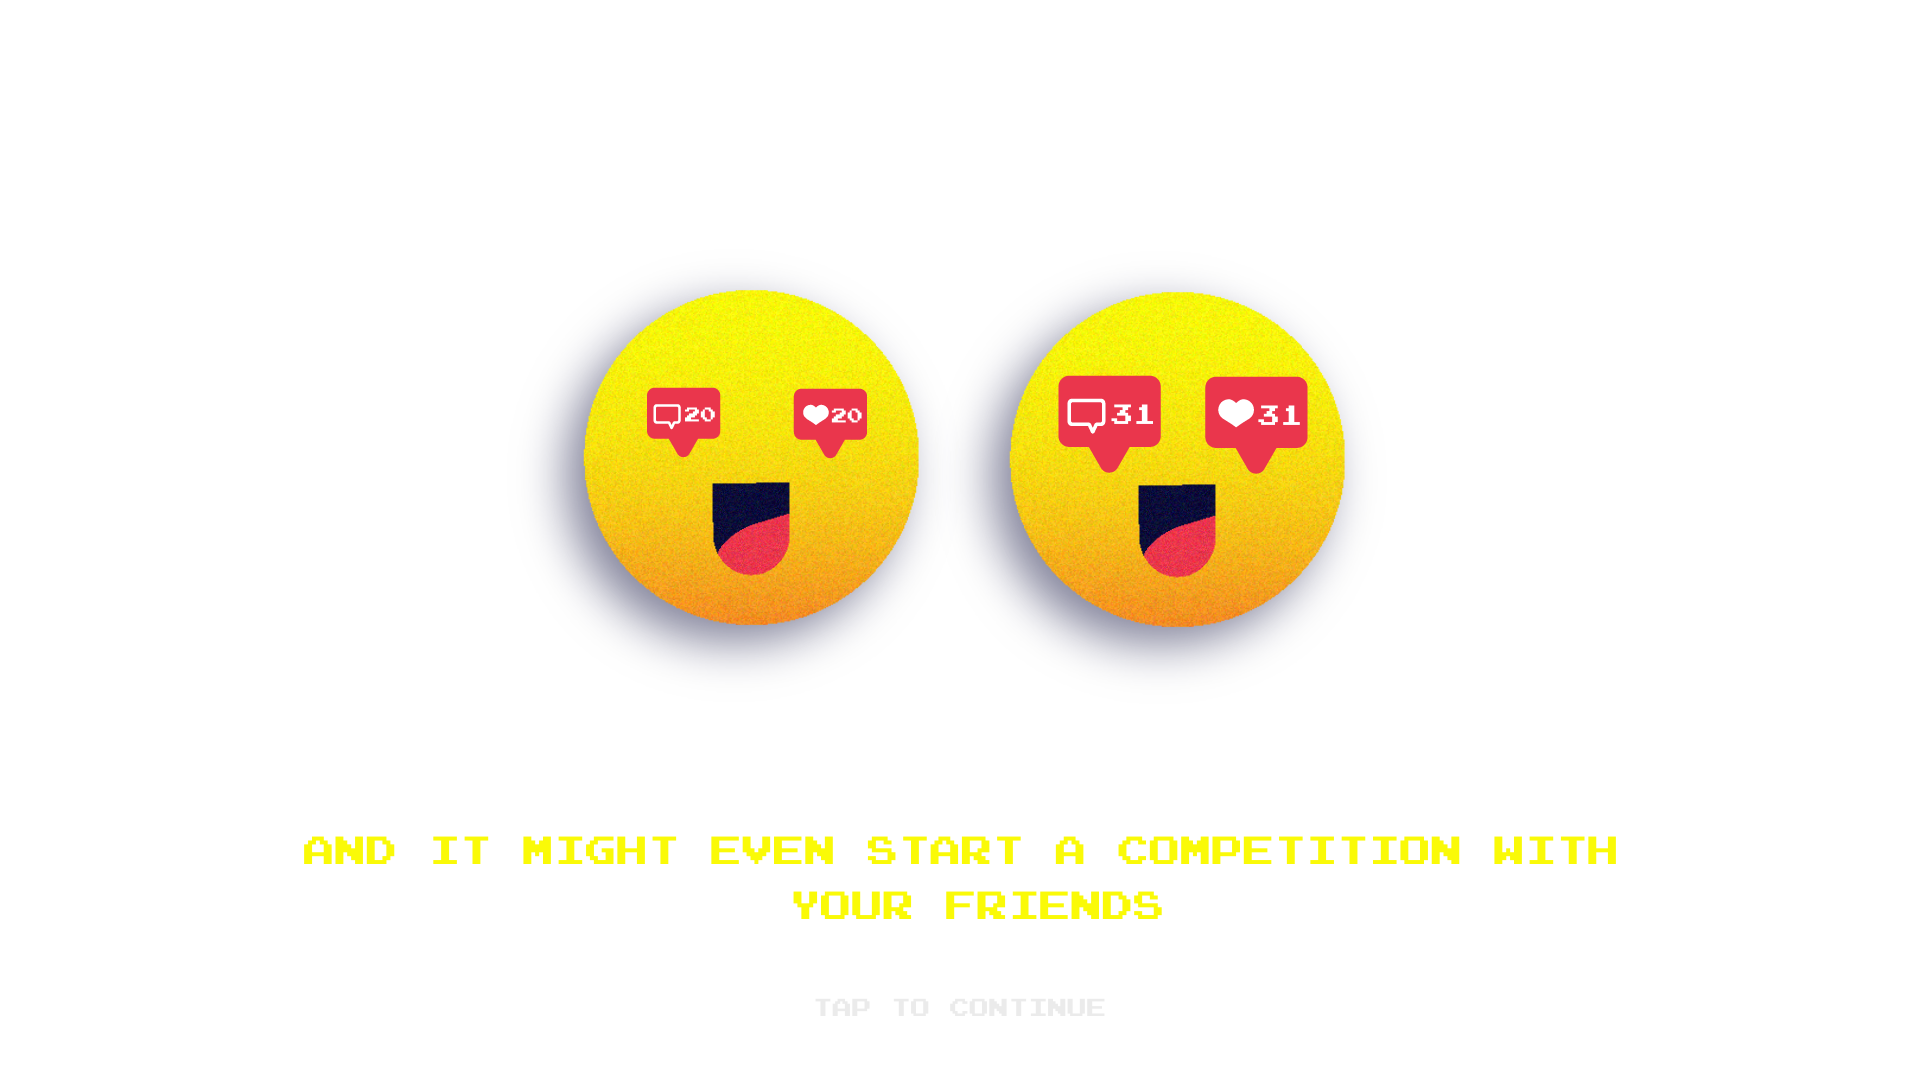 20 20 31 31
AND IT MIGHT EVEN START A COMPETITION WITH
YOUR FRIENDS
TAP TO CONTINUE